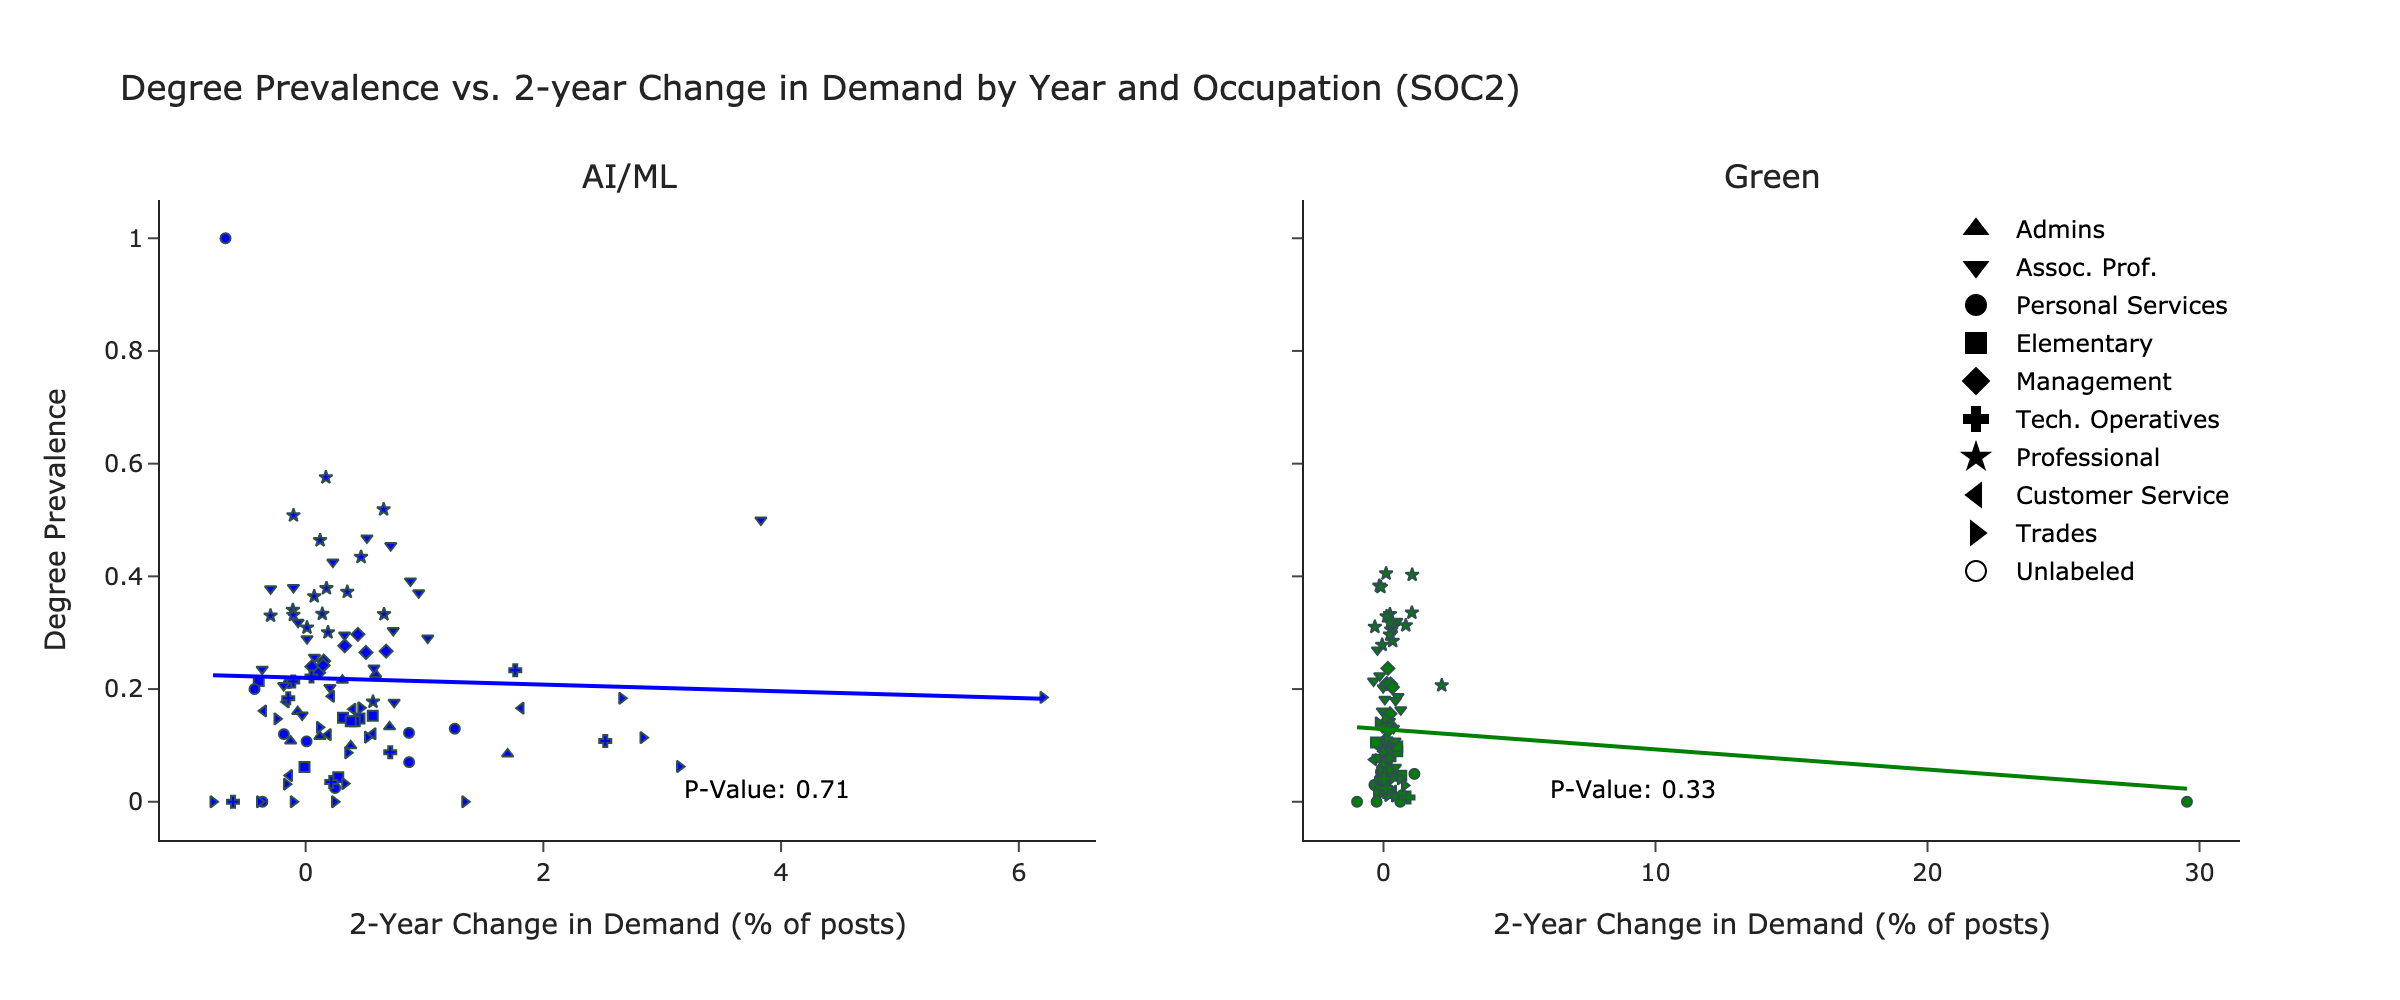 Degree Prevalence vs. 2-year Change in Demand by Year and Occupation (SOC2)
AI/ML
Degree Prevalence
1
0.8
0.6
0.4
0.2
0
P-Value: 0.71
0 2 4 6
2-Year Change in Demand (% of posts)
Green
Admins
Assoc. Prof.
Personal Services
Elementary
Management
Tech. Operatives
Professional
Customer Service
Trades
Unlabeled
P-Value: 0.33
0 10 20 30
2-Year Change in Demand (% of posts)